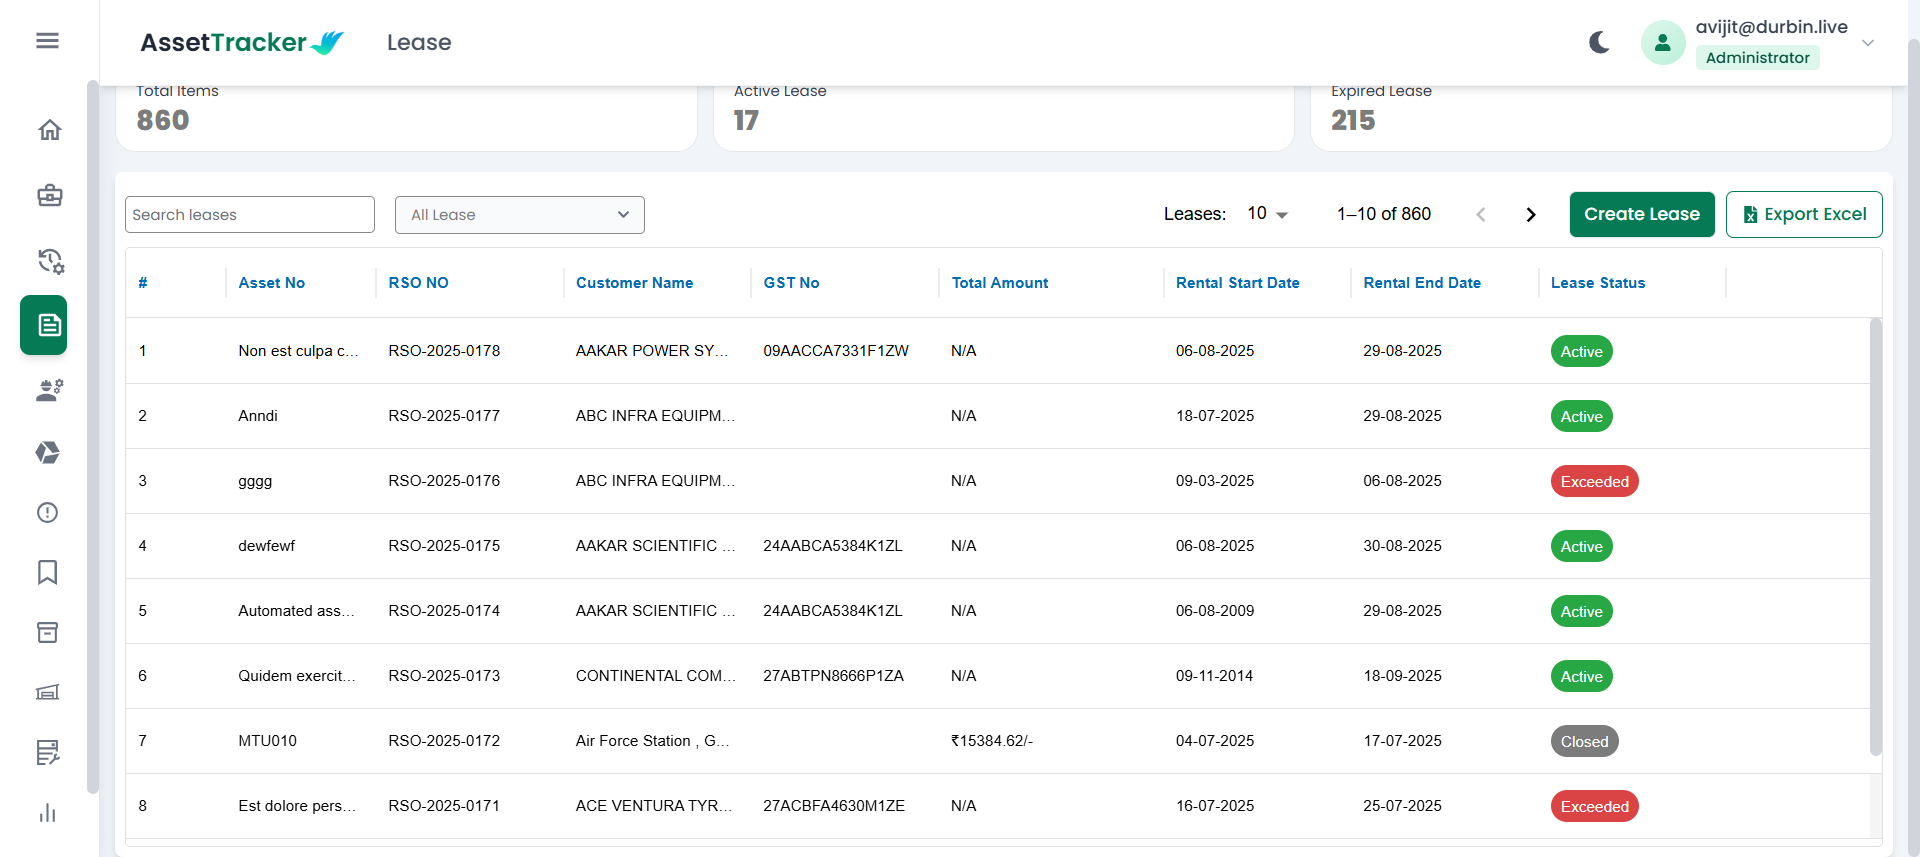 AssetTracker
Lease
avijit@durbin.live
Administrator
Total Items
860
Active Lease
17
Expired Lease
215
Search leases
All Lease
Leases: 10
1–10 of 860
Create Lease
Export Excel
# Asset No RSO NO Customer Name GST No Total Amount Rental Start Date Rental End Date Lease Status
1 Non est culpa c... RSO-2025-0178 AAKAR POWER SY... 09AACCA7331F1ZW N/A 06-08-2025 29-08-2025 Active
2 Anndi RSO-2025-0177 ABC INFRA EQUIPM... N/A 18-07-2025 29-08-2025 Active
3 gggg RSO-2025-0176 ABC INFRA EQUIPM... N/A 09-03-2025 06-08-2025 Exceeded
4 dewfewf RSO-2025-0175 AAKAR SCIENTIFIC ... 24AABCA5384K1ZL N/A 06-08-2025 30-08-2025 Active
5 Automated ass... RSO-2025-0174 AAKAR SCIENTIFIC ... 24AABCA5384K1ZL N/A 06-08-2009 29-08-2025 Active
6 Quidem exercit... RSO-2025-0173 CONTINENTAL COM... 27ABTPN8666P1ZA N/A 09-11-2014 18-09-2025 Active
7 MTU010 RSO-2025-0172 Air Force Station , G... ₹15384.62/- 04-07-2025 17-07-2025 Closed
8 Est dolore pers... RSO-2025-0171 ACE VENTURA TYR... 27ACBFA4630M1ZE N/A 16-07-2025 25-07-2025 Exceeded